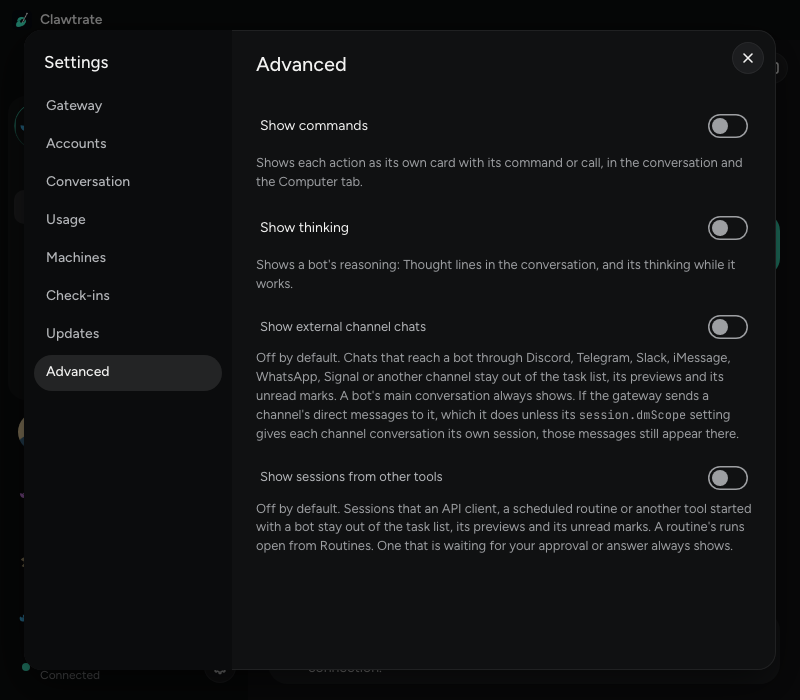 Clawtrate
Settings
Gateway
Accounts
Conversation
Usage
Machines
Check-ins
Updates
Advanced
Advanced
Show commands
Shows each action as its own card with its command or call, in the conversation and
the Computer tab.
Show thinking
Shows a bot's reasoning: Thought lines in the conversation, and its thinking while it
works.
Show external channel chats
Off by default. Chats that reach a bot through Discord, Telegram, Slack, iMessage,
WhatsApp, Signal or another channel stay out of the task list, its previews and its
unread marks. A bot's main conversation always shows. If the gateway sends a
channel's direct messages to it, which it does unless its session.dmScope setting
gives each channel conversation its own session, those messages still appear there.
Show sessions from other tools
Off by default. Sessions that an API client, a scheduled routine or another tool started
with a bot stay out of the task list, its previews and its unread marks. A routine's runs
open from Routines. One that is waiting for your approval or answer always shows.
Connected